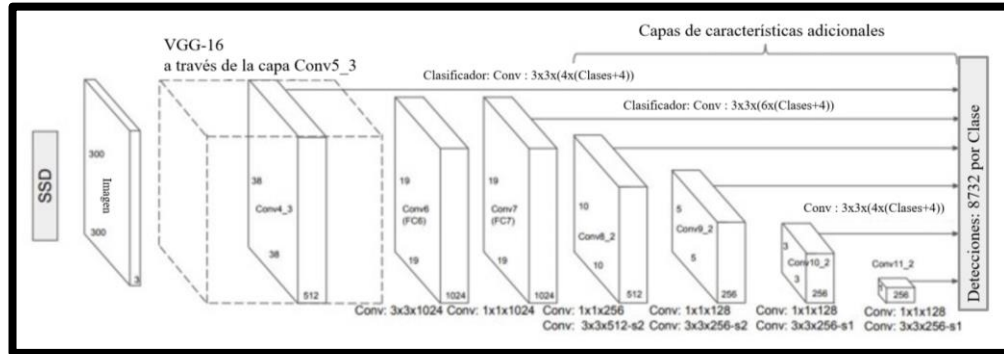 Capas de características adicionales
VGG-16
a través de la capa Conv5_3
Clasificador: Conv : 3x3x(4x(Clases+4))
Clasificador: Conv : 3x3x(6x(Clases+4))
Conv : 3x3x(4x(Clases+4))
SSD
300
Imagen
300
3
38
Conv4_3
38
512
19
Conv6
(FC6)
19
1024
19
Conv7
(FC7)
19
1024
10
Conv8_2
10
512
5
Conv9_2
5
256
3
Conv10_2
3
256
Conv11_2
256
Detecciones: 8732 por Clase
Conv: 3x3x1024
Conv: 1x1x1024
Conv: 1x1x256
Conv: 3x3x512-s2
Conv: 1x1x128
Conv: 3x3x256-s2
Conv: 1x1x128
Conv: 3x3x256-s1
Conv: 1x1x128
Conv: 3x3x256-s1